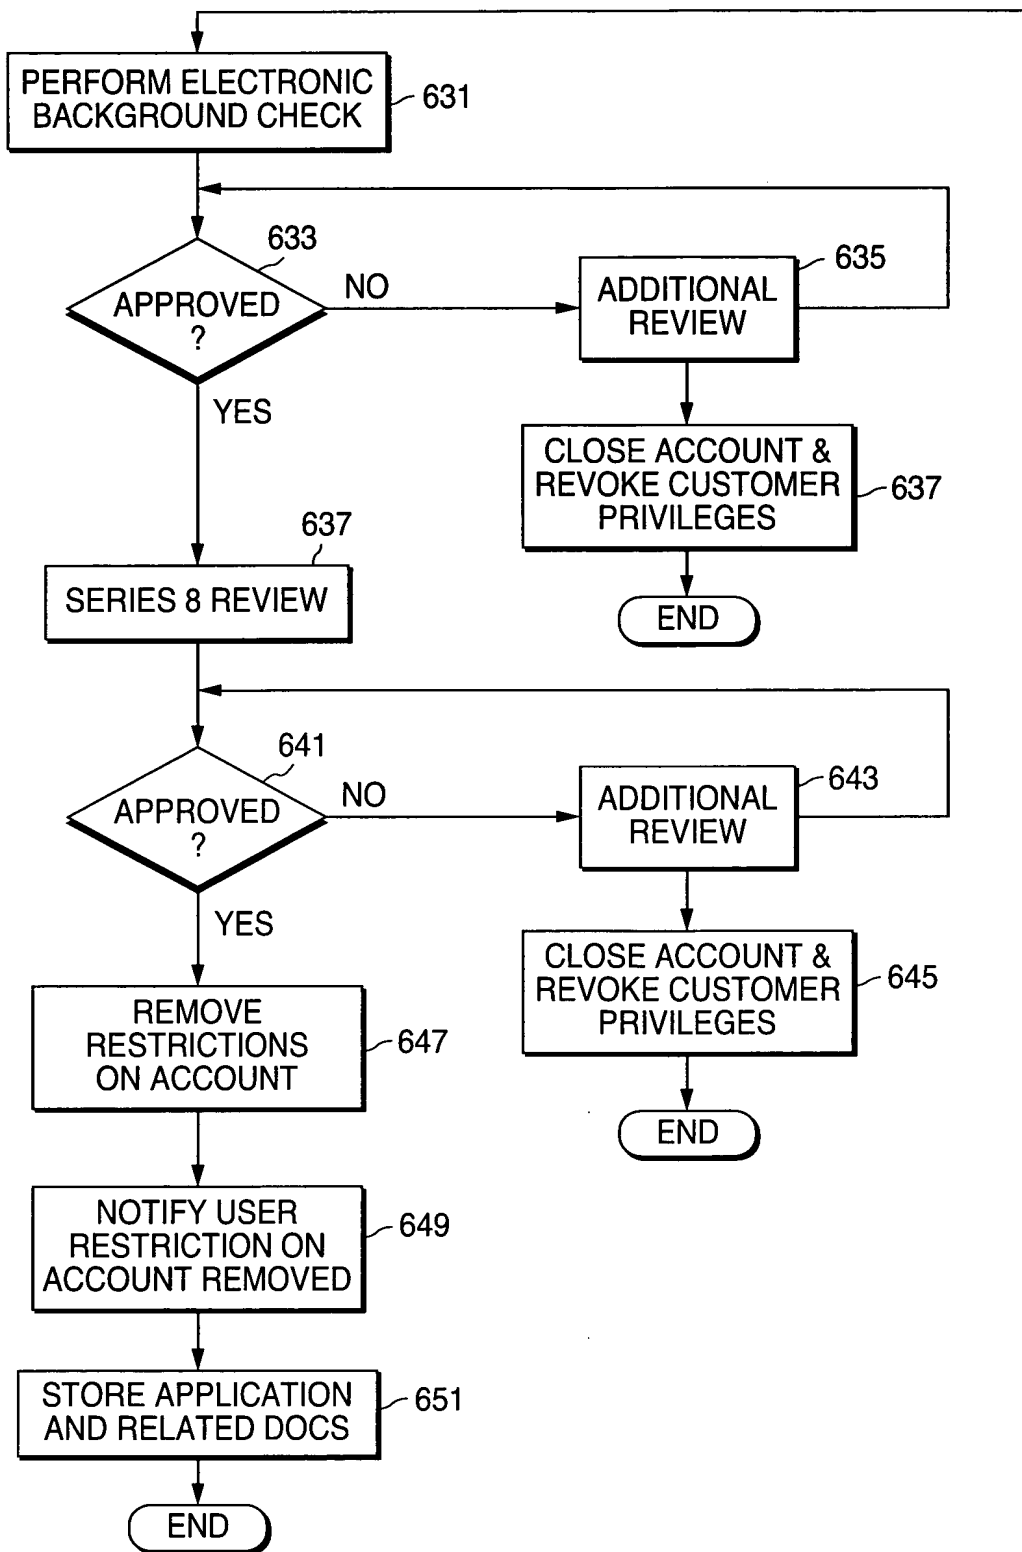 PERFORM ELECTRONIC
BACKGROUND CHECK
631
633
APPROVED
?
NO
YES
635
ADDITIONAL
REVIEW
CLOSE ACCOUNT &
REVOKE CUSTOMER
PRIVILEGES
637
END
637
SERIES 8 REVIEW
641
APPROVED
?
NO
YES
643
ADDITIONAL
REVIEW
CLOSE ACCOUNT &
REVOKE CUSTOMER
PRIVILEGES
645
END
REMOVE
RESTRICTIONS
ON ACCOUNT
647
NOTIFY USER
RESTRICTION ON
ACCOUNT REMOVED
649
STORE APPLICATION
AND RELATED DOCS
651
END